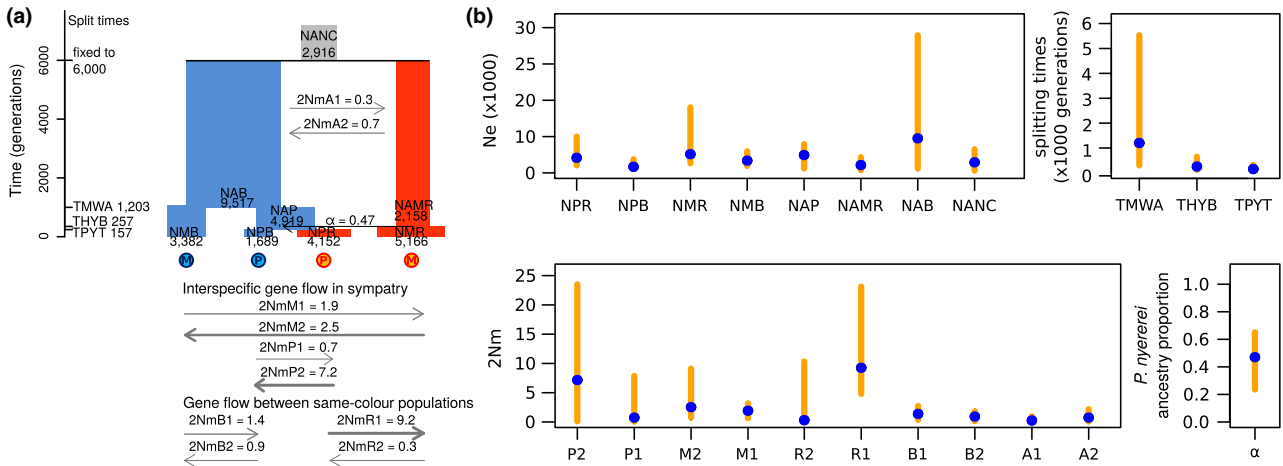 (a)
Split times
fixed to
6,000
Time (generations)
6000
4000
2000
0
TMWA 1,203
THYB 257
TPYT 157
NANC
2,916
2NmA1 = 0.3
2NmA2 = 0.7
NAB
9,517
NAP
4,919
α = 0.47
NAMR
2,158
NMB
3,382
NPB
1,689
NPR
4,152
NMR
5,166
M
P
P
M
Interspecific gene flow in sympatry
2NmM1 = 1.9
2NmM2 = 2.5
2NmP1 = 0.7
2NmP2 = 7.2
Gene flow between same-colour populations
2NmB1 = 1.4
2NmR1 = 9.2
2NmB2 = 0.9
2NmR2 = 0.3
(b)
Ne (x1000)
30
20
10
0
NPR NPB NMR NMB NAP NAMR NAB NANC
splitting times
(x1000 generations)
6
5
4
3
2
1
0
TMWA THYB TPYT
2Nm
25
20
15
10
5
0
P2 P1 M2 M1 R2 R1 B1 B2 A1 A2
P. nyererei
ancestry proportion
1.0
0.8
0.6
0.4
0.2
0.0
α